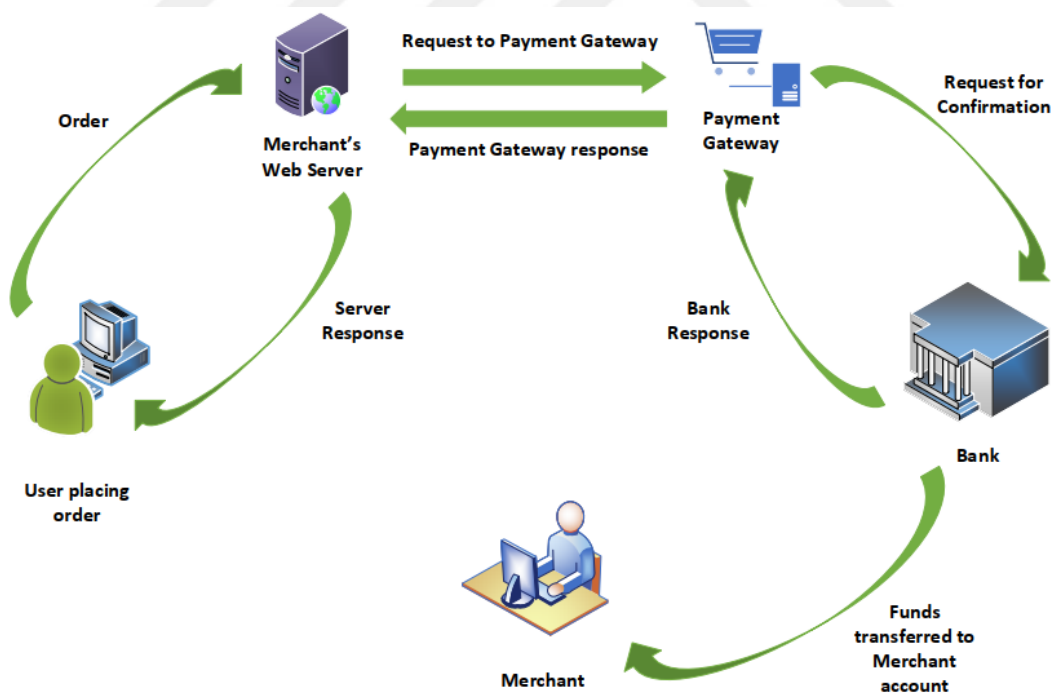 Request to Payment Gateway
Order
Merchant's
Web Server
Payment Gateway response
Payment
Gateway
Request for
Confirmation
Server
Response
Bank
Response
User placing
order
Bank
Merchant
Funds
transferred to
Merchant
account